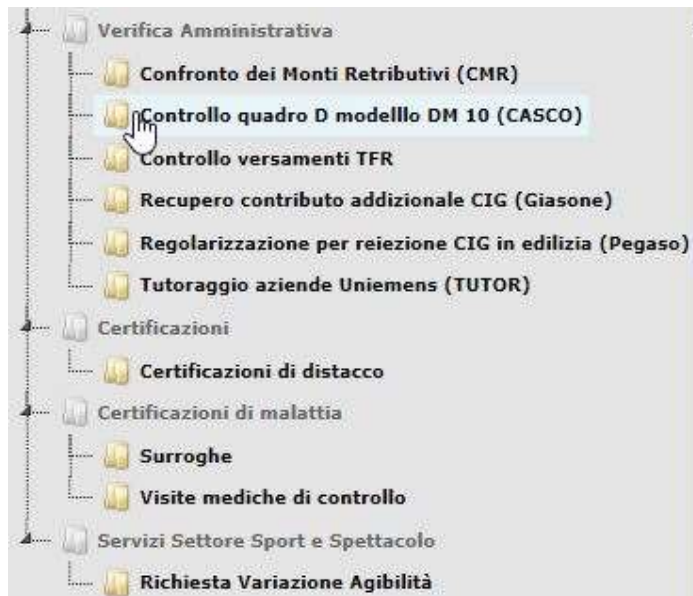 Verifica Amministrativa
Confronto dei Monti Retributivi (CMR)
Controllo quadro D modelllo DM 10 (CASCO)
Controllo versamenti TFR
Recupero contributo addizionale CIG (Giasone)
Regolarizzazione per reiezione CIG in edilizia (Pegaso)
Tutoraggio aziende Uniemens (TUTOR)
Certificazioni
Certificazioni di distacco
Certificazioni di malattia
Surroghe
Visite mediche di controllo
Servizi Settore Sport e Spettacolo
Richiesta Variazione Agibilità